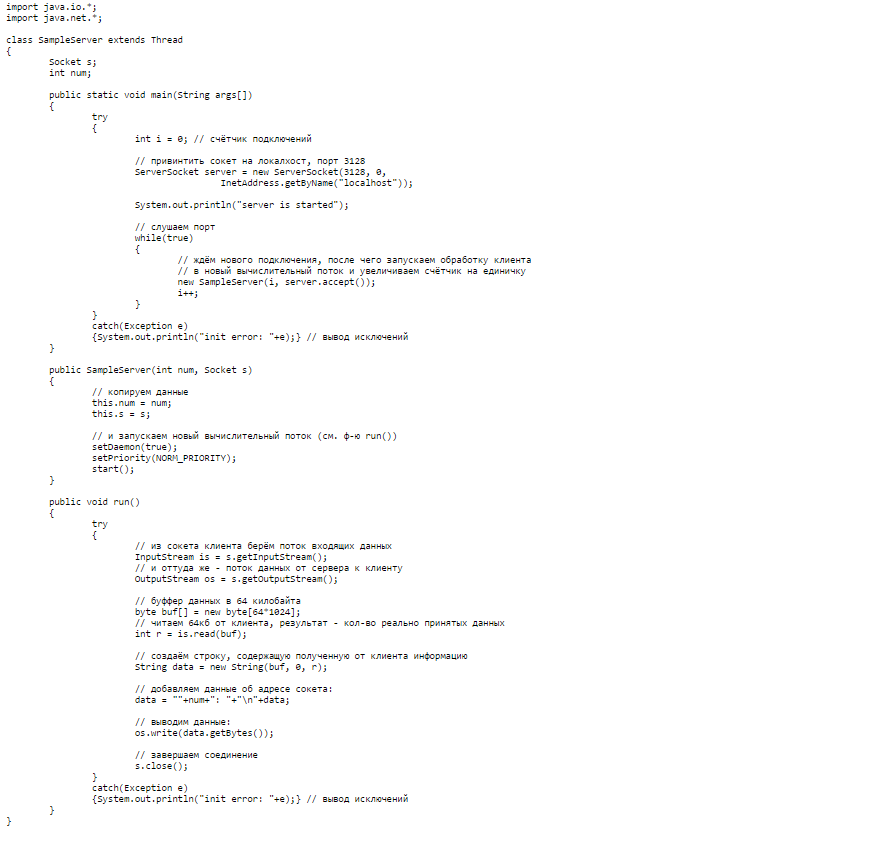 import java.io.*;
import java.net.*;
class SampleServer extends Thread
{
Socket s;
int num;
public static void main(String args[])
{
try
{
int i = 0; // счётчик подключений
// привинтить сокет на локалхост, порт 3128
ServerSocket server = new ServerSocket(3128, 0,
InetAddress.getByName("localhost"));
System.out.println("server is started");
// слушаем порт
while(true)
{
// ждём нового подключения, после чего запускаем обработку клиента
// в новый вычислительный поток и увеличиваем счётчик на единичку
new SampleServer(i, server.accept());
i++;
}
}
catch(Exception e)
{System.out.println("init error: "+e);} // вывод исключений
}
public SampleServer(int num, Socket s)
{
// копируем данные
this.num = num;
this.s = s;
// и запускаем новый вычислительный поток (см. ф-ю run())
setDaemon(true);
setPriority(NORM_PRIORITY);
start();
}
public void run()
{
try
{
// из сокета клиента берём поток входящих данных
InputStream is = s.getInputStream();
// и оттуда же - поток данных от сервера к клиенту
OutputStream os = s.getOutputStream();
// буффер данных в 64 килобайта
byte buf[] = new byte[64*1024];
// читаем 64кб от клиента, результат - кол-во реально принятых данных
int r = is.read(buf);
// создаём строку, содержащую полученную от клиента информацию
String data = new String(buf, 0, r);
// добавляем данные об адресе сокета:
data = ""+num+": "+"\n"+data;
// выводим данные:
os.write(data.getBytes());
// завершаем соединение
s.close();
}
catch(Exception e)
{System.out.println("init error: "+e);} // вывод исключений
}
}